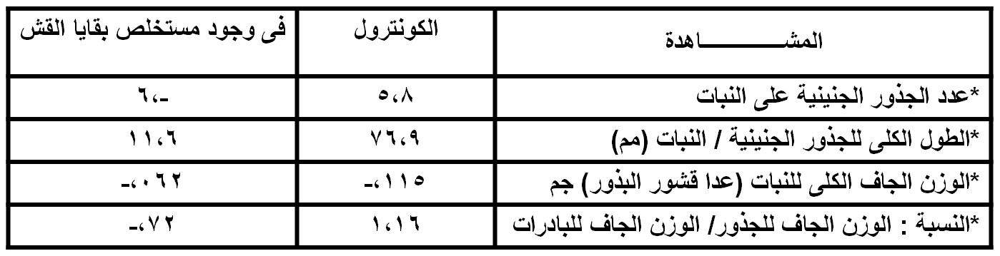 المشـــــــــــــاهدة الكونترول فى وجود مستخلص بقايا القش
*عدد الجذور الجنينية على النبات ٥،٨ ٦،-
*الطول الكلى للجذور الجنينية / النبات (مم) ٧٦،٩ ١١،٦
*الوزن الجاف الكلى للنبات (عدا قشور البذور) جم -،١١٥ -،٠٦٢
*النسبة : الوزن الجاف للجذور/ الوزن الجاف للبادرات ١،١٦ -،٧٢